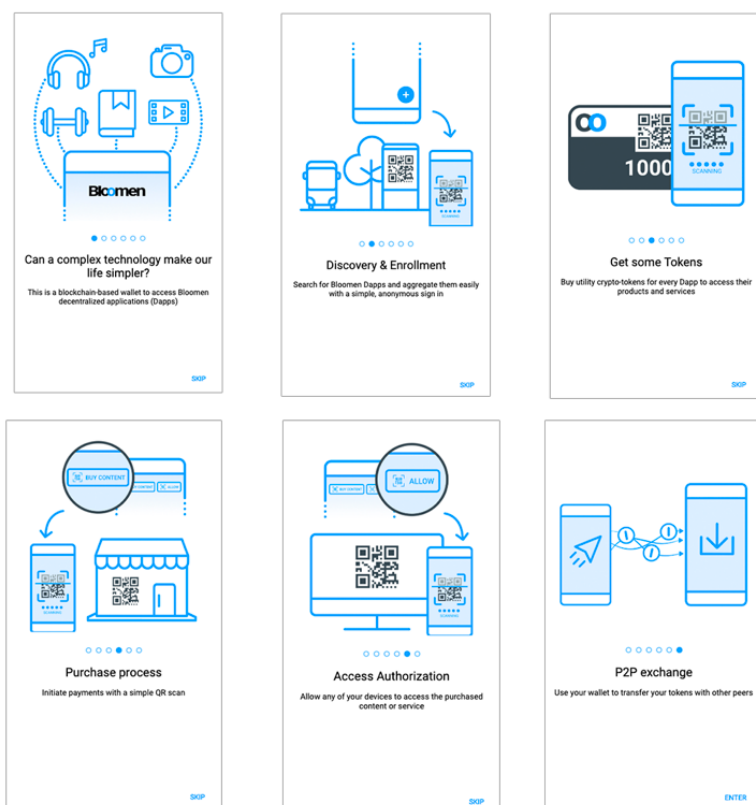 Bloomen
Can a complex technology make our
life simpler?
This is a blockchain-based wallet to access Bloomen
decentralized applications (Dapps)
SKIP
SCANNING
Discovery & Enrollment
Search for Bloomen Dapps and aggregate them easily
with a simple, anonymous sign in
SKIP
1000
SCANNING
Get some Tokens
Buy utility crypto-tokens for every Dapp to access their
products and services
SKIP
BUY CONTENT
ALLOW
SCANNING
Purchase process
Initiate payments with a simple QR scan
SKIP
ALLOW
BUY CONTENT
SCANNING
Access Authorization
Allow any of your devices to access the purchased
content or service
SKIP
P2P exchange
Use your wallet to transfer your tokens with other peers
ENTER